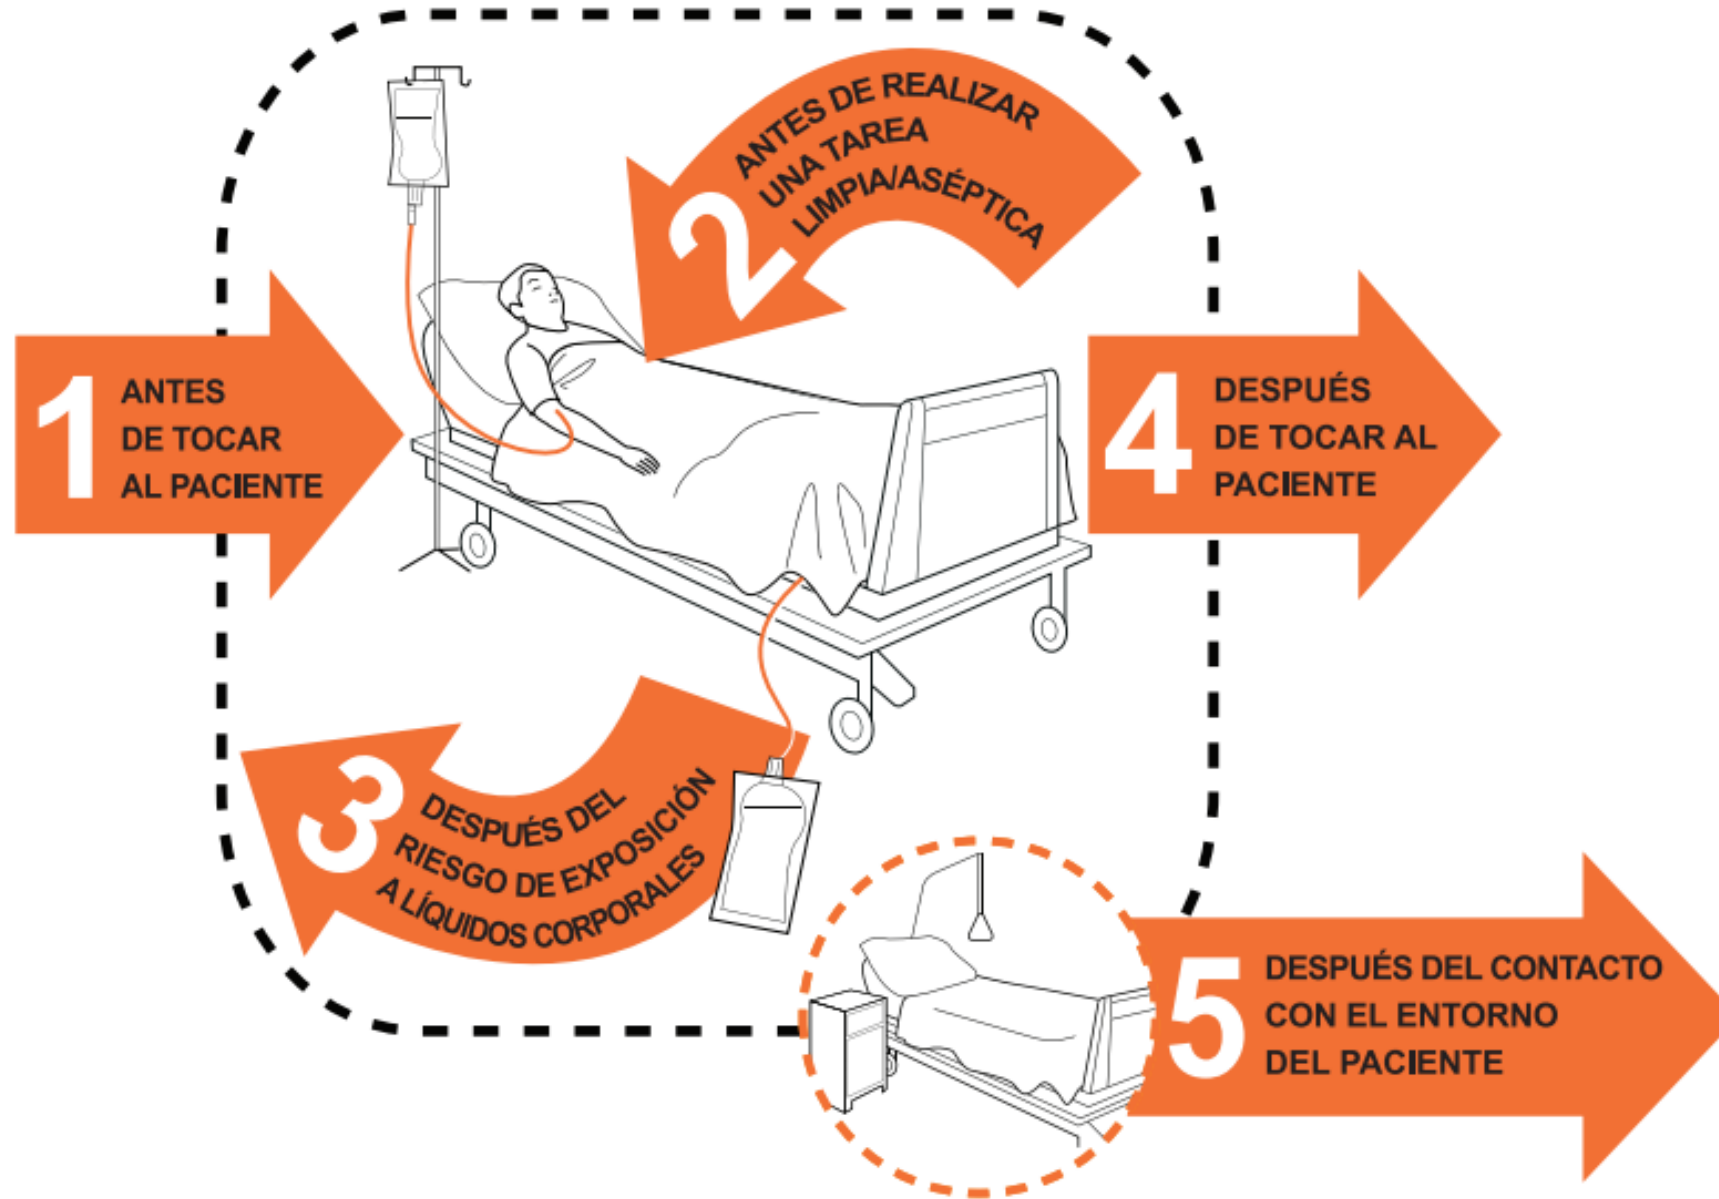 1
ANTES
DE TOCAR
AL PACIENTE
2
ANTES DE REALIZAR
UNA TAREA
LIMPIA/ASÉPTICA
3
DESPUÉS DEL
RIESGO DE EXPOSICIÓN
A LÍQUIDOS CORPORALES
4
DESPUÉS
DE TOCAR AL
PACIENTE
5
DESPUÉS DEL CONTACTO
CON EL ENTORNO
DEL PACIENTE